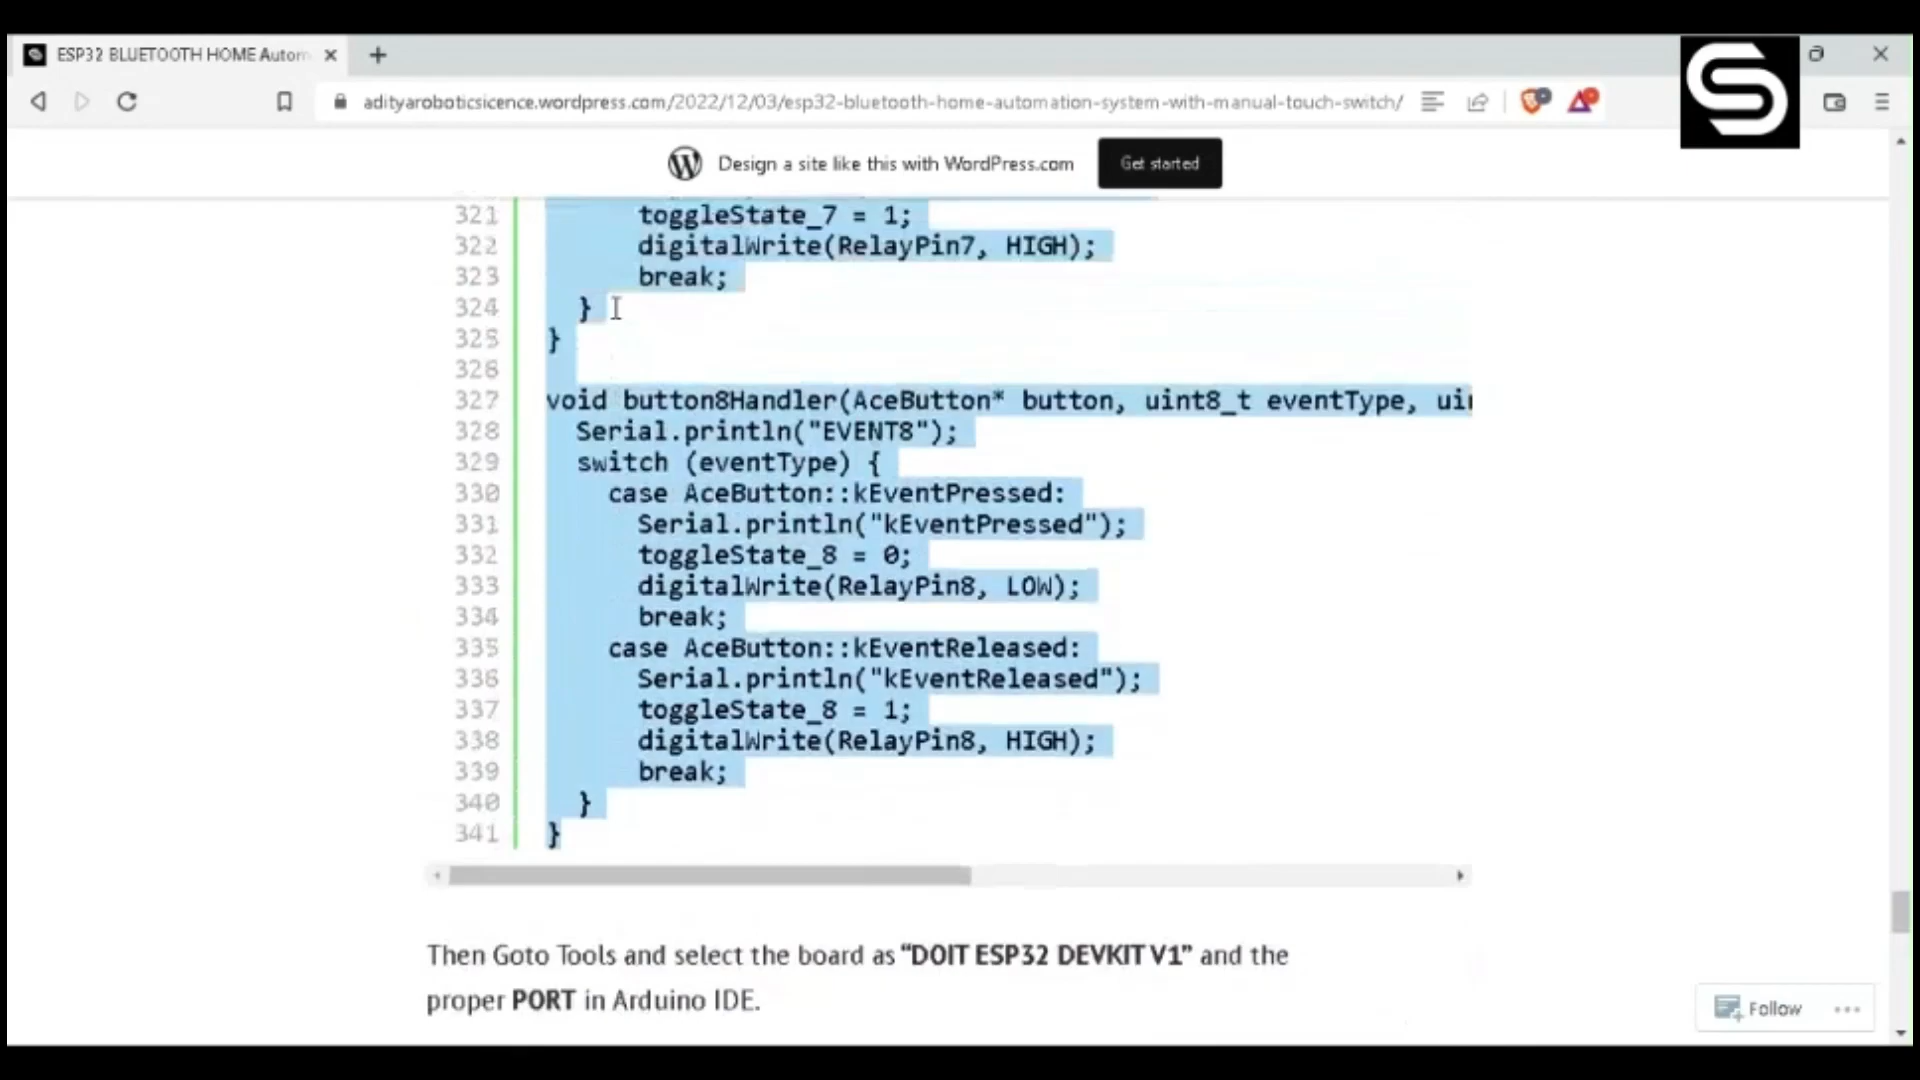 ESP32 BLUETOOTH HOME Autom
adityaroboticsicence.wordpress.com/2022/12/03/esp32-bluetooth-home-automation-system-with-manual-touch-switch/
Design a site like this with WordPress.com
Get started
321 toggleState_7 = 1;
322 digitalWrite(RelayPin7, HIGH);
323 break;
324 }
325 }
326
327 void button8Handler(AceButton* button, uint8_t eventType, ui
328 Serial.println("EVENT8");
329 switch (eventType) {
330 case AceButton::kEventPressed:
331 Serial.println("kEventPressed");
332 toggleState_8 = 0;
333 digitalWrite(RelayPin8, LOW);
334 break;
335 case AceButton::kEventReleased:
336 Serial.println("kEventReleased");
337 toggleState_8 = 1;
338 digitalWrite(RelayPin8, HIGH);
339 break;
340 }
341 }
Then Goto Tools and select the board as “DOIT ESP32 DEVKIT V1” and the
proper PORT in Arduino IDE.
Follow